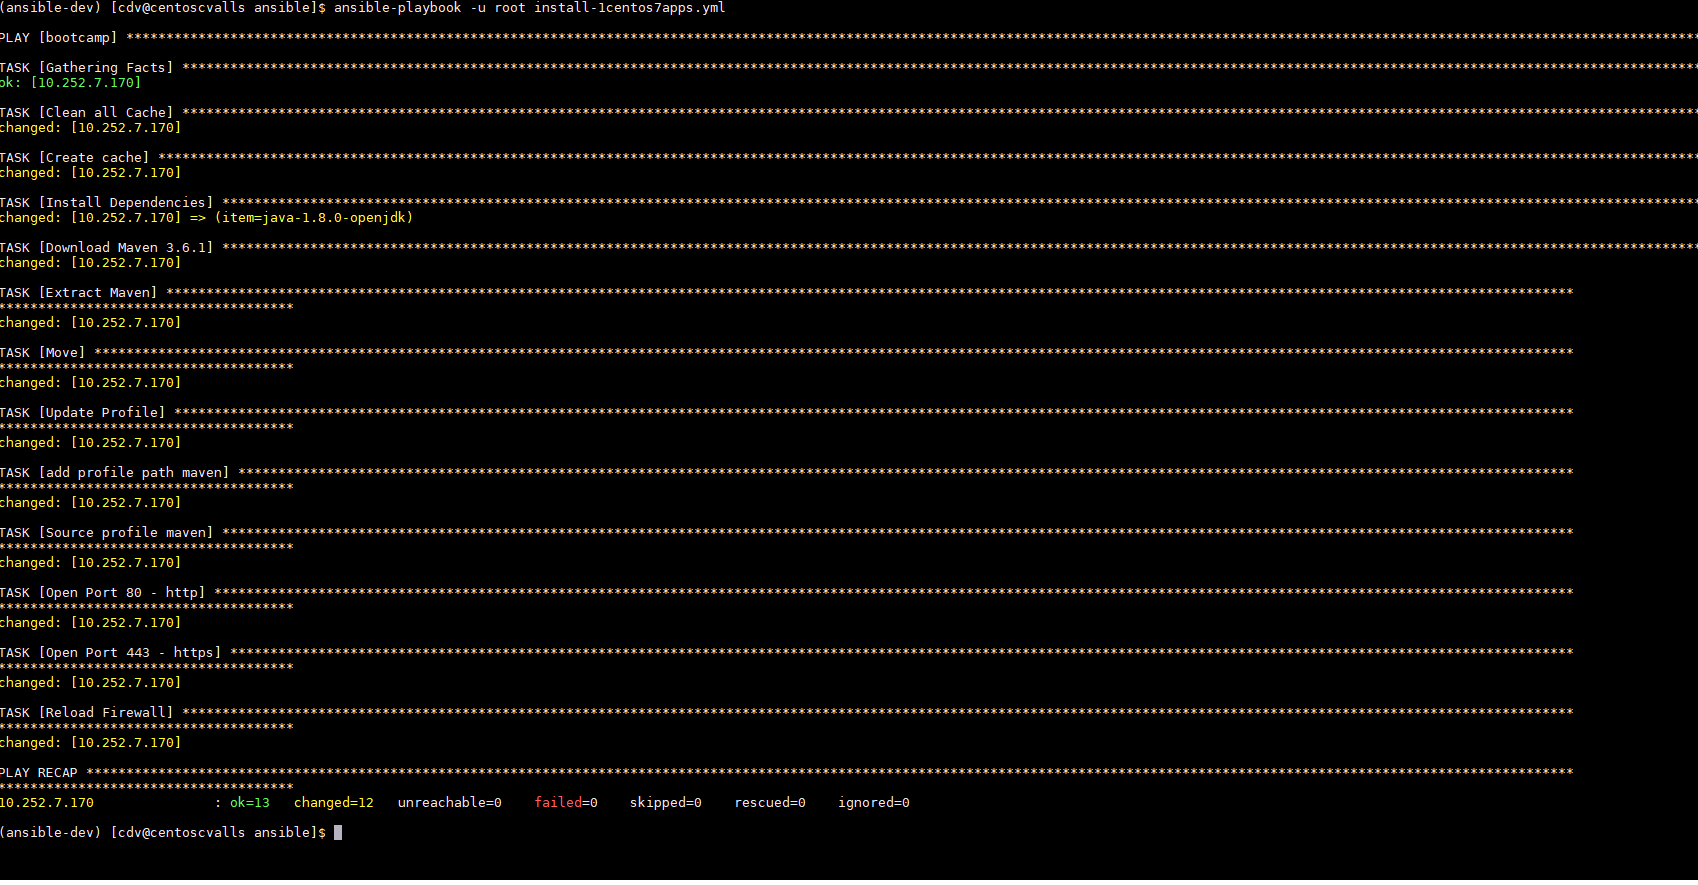 (ansible-dev) [cdv@centoscvalls ansible]$ ansible-playbook -u root install-1centos7apps.yml
PLAY [bootcamp] ****************************************************************************************************************************************************************************************************
TASK [Gathering Facts] *********************************************************************************************************************************************************************************************
ok: [10.252.7.170]
TASK [Clean all Cache] *********************************************************************************************************************************************************************************************
changed: [10.252.7.170]
TASK [Create cache] ************************************************************************************************************************************************************************************************
changed: [10.252.7.170]
TASK [Install Dependencies] ****************************************************************************************************************************************************************************************
changed: [10.252.7.170] => (item=java-1.8.0-openjdk)
TASK [Download Maven 3.6.1] ****************************************************************************************************************************************************************************************
changed: [10.252.7.170]
TASK [Extract Maven] ********************************************************************************************************************************************************************************
*************************************
changed: [10.252.7.170]
TASK [Move] *****************************************************************************************************************************************************************************************
*************************************
changed: [10.252.7.170]
TASK [Update Profile] *******************************************************************************************************************************************************************************
*************************************
changed: [10.252.7.170]
TASK [add profile path maven] ***********************************************************************************************************************************************************************
*************************************
changed: [10.252.7.170]
TASK [Source profile maven] *************************************************************************************************************************************************************************
*************************************
changed: [10.252.7.170]
TASK [Open Port 80 - http] **************************************************************************************************************************************************************************
*************************************
changed: [10.252.7.170]
TASK [Open Port 443 - https] ************************************************************************************************************************************************************************
*************************************
changed: [10.252.7.170]
TASK [Reload Firewall] ******************************************************************************************************************************************************************************
*************************************
changed: [10.252.7.170]
PLAY RECAP ******************************************************************************************************************************************************************************************
*************************************
10.252.7.170 : ok=13 changed=12 unreachable=0 failed=0 skipped=0 rescued=0 ignored=0
(ansible-dev) [cdv@centoscvalls ansible]$